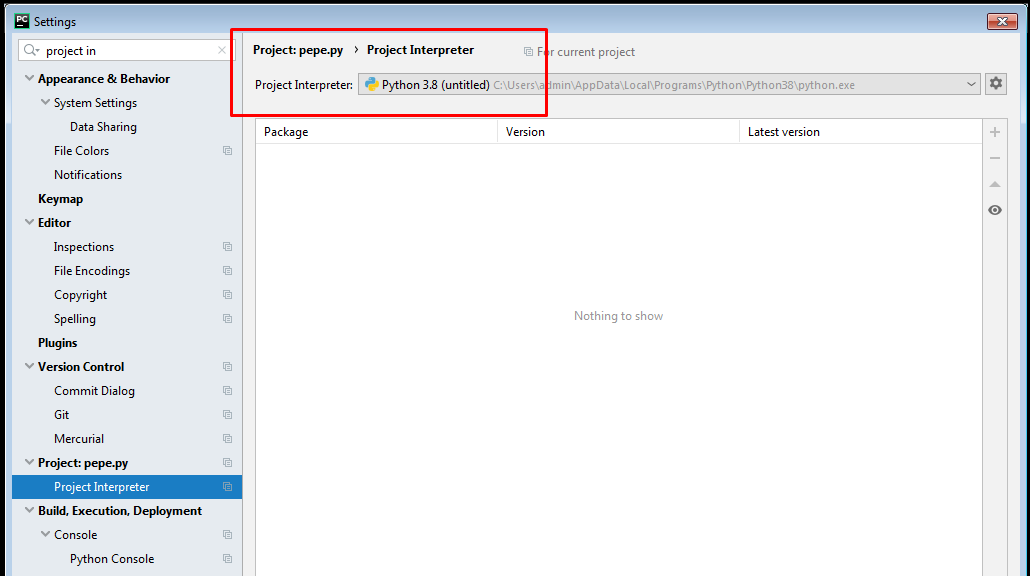 PC Settings
project in
Project: pepe.py › Project Interpreter
For current project
Project Interpreter: Python 3.8 (untitled) C:\Users\admin\AppData\Local\Programs\Python\Python38\python.exe
Package Version Latest version
Nothing to show
Appearance & Behavior
System Settings
Data Sharing
File Colors
Notifications
Keymap
Editor
Inspections
File Encodings
Copyright
Spelling
Plugins
Version Control
Commit Dialog
Git
Mercurial
Project: pepe.py
Project Interpreter
Build, Execution, Deployment
Console
Python Console